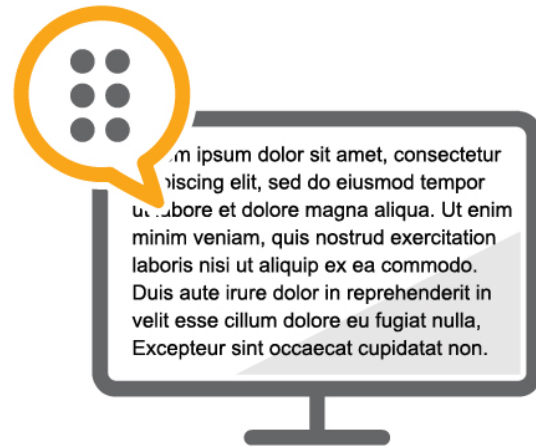 ipsum dolor sit amet, consectetur
elit, sed do eiusmod tempor
ut labore et dolore magna aliqua. Ut enim
minim veniam, quis nostrud exercitation
laboris nisi ut aliquip ex ea commodo.
Duis aute irure dolor in reprehenderit in
velit esse cillum dolore eu fugiat nulla,
Excepteur sint occaecat cupidatat non.